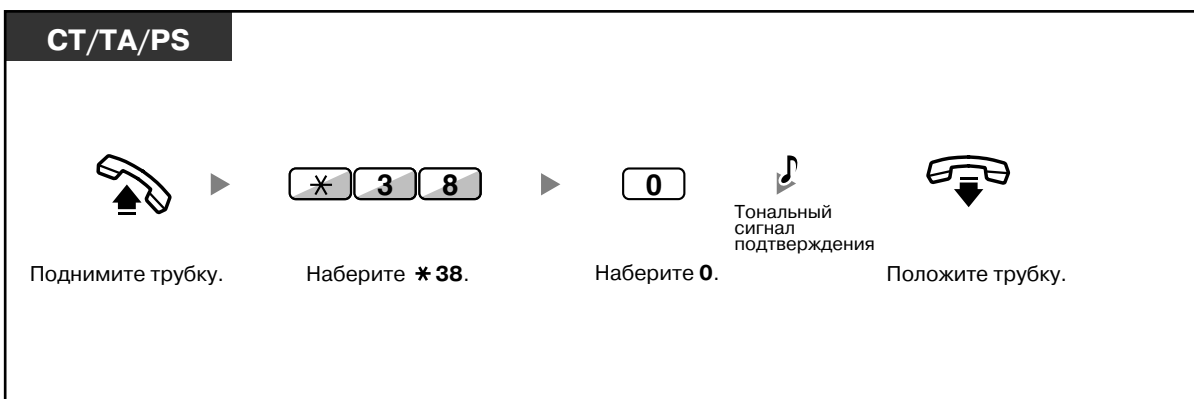 CT/TA/PS
✳ 3 8
0
Тональный
сигнал
подтверждения
Поднимите трубку.
Наберите ✳38.
Наберите 0.
Положите трубку.